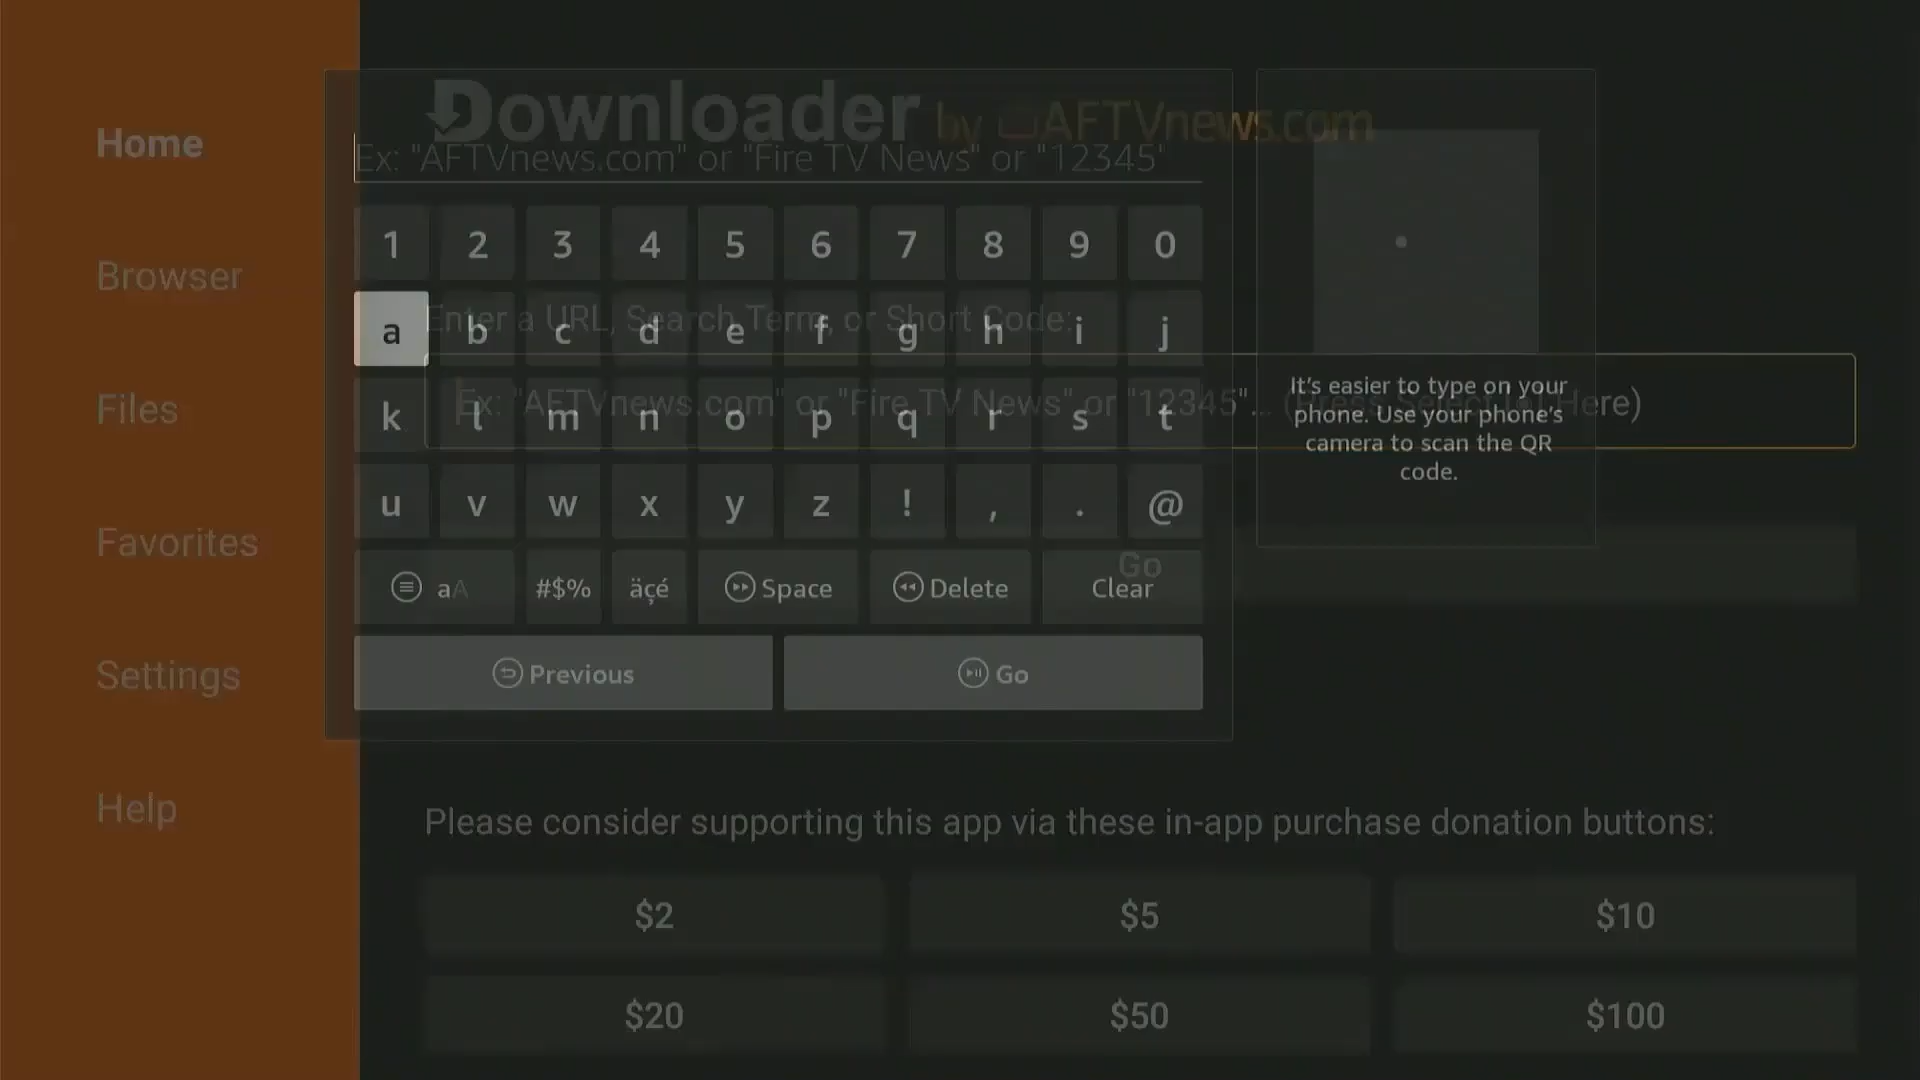 Home
Browser
Files
Favorites
Settings
Help
Downloader by AFTVnews.com
Ex: "AFTVnews.com" or "Fire TV News" or "12345"
1 2 3 4 5 6 7 8 9 0
Enter a URL, Search Term, or Short Code:
a b c d e f g h i j
Ex: "AFTVnews.com" or "Fire TV News" or "12345"... (Press Select to Here)
k l m n o p q r s t
u v w x y z ! , . @
aA #$% äçé Space Delete Clear
Go
Previous Go
It's easier to type on your
phone. Use your phone's
camera to scan the QR
code.
Please consider supporting this app via these in-app purchase donation buttons:
$2 $5 $10
$20 $50 $100